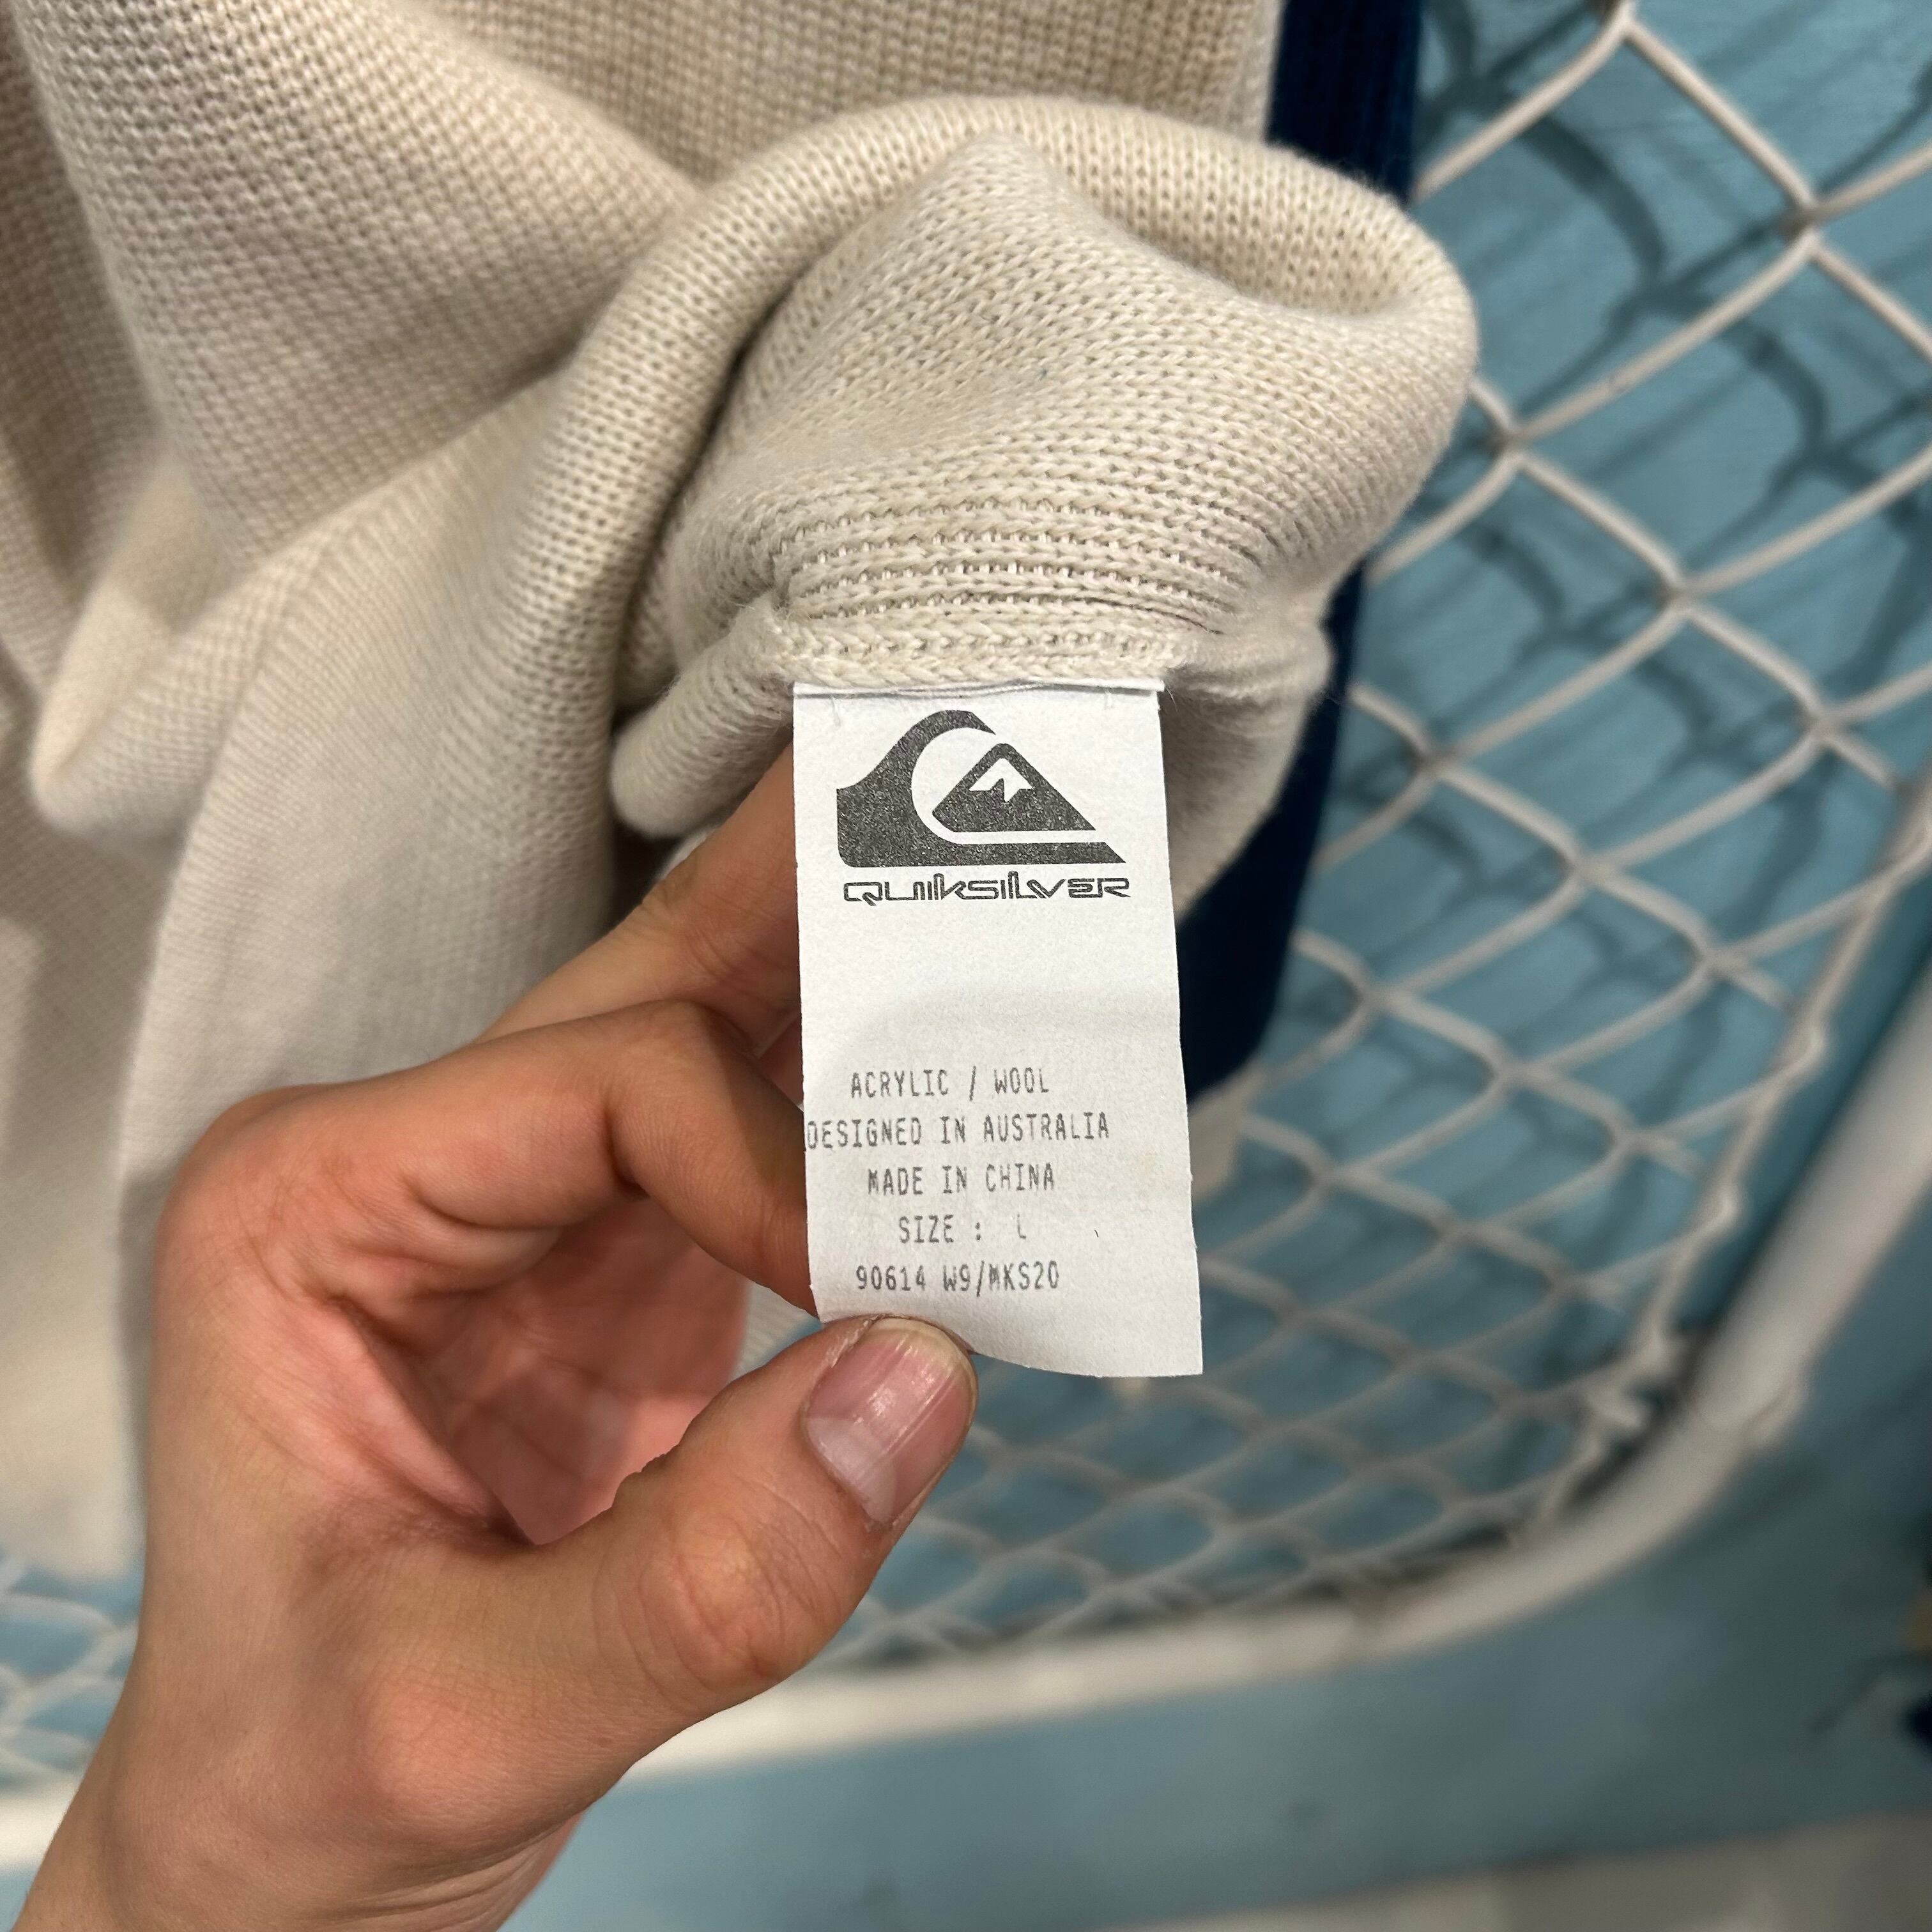 QUIKSILVER
ACRYLIC / WOOL
DESIGNED IN AUSTRALIA
MADE IN CHINA
SIZE : L
90614 W9/MKS20